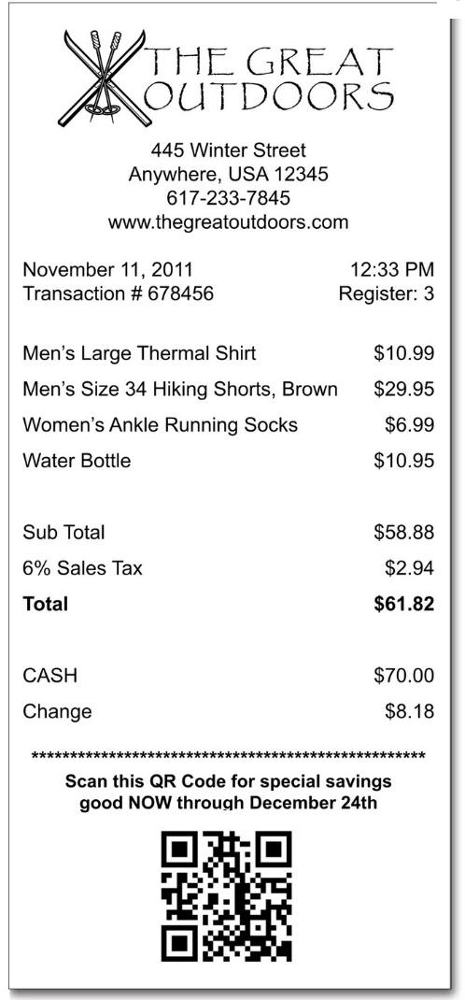 THE GREAT
OUTDOORS
445 Winter Street
Anywhere, USA 12345
617-233-7845
www.thegreatoutdoors.com
November 11, 2011 12:33 PM
Transaction # 678456 Register: 3
Men's Large Thermal Shirt $10.99
Men's Size 34 Hiking Shorts, Brown $29.95
Women's Ankle Running Socks $6.99
Water Bottle $10.95
Sub Total $58.88
6% Sales Tax $2.94
Total $61.82
CASH $70.00
Change $8.18
****************************************************
Scan this QR Code for special savings
good NOW through December 24th